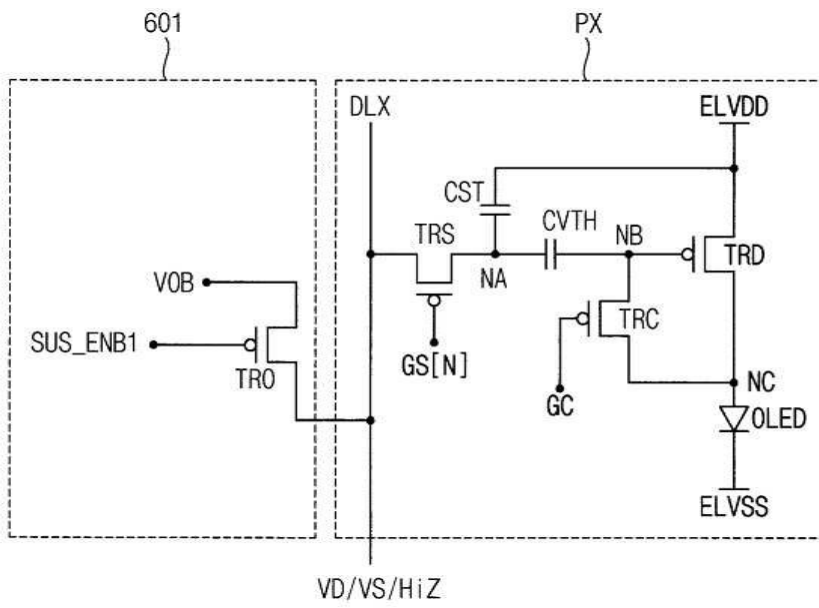 601
PX
DLX
ELVDD
CST
CVTH
TRS
NB
TRD
NA
VOB
TRC
SUS_ENB1
GS[N]
TRO
NC
GC
OLED
ELVSS
VD/VS/HiZ